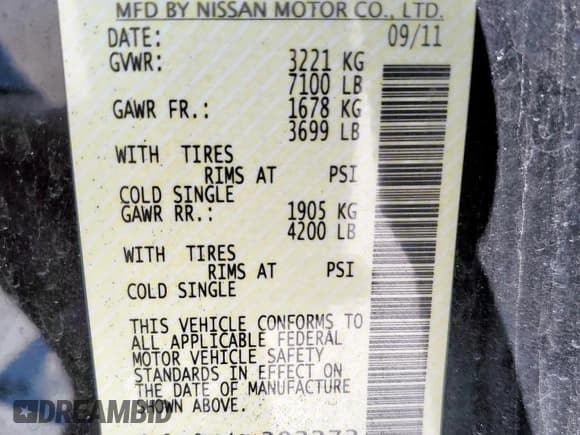 MFD BY NISSAN MOTOR CO., LTD.
DATE: 09/11
GVWR: 3221 KG
7100 LB
GAWR FR.: 1678 KG
3699 LB
WITH TIRES
RIMS AT PSI
COLD SINGLE
GAWR RR.: 1905 KG
4200 LB
WITH TIRES
RIMS AT PSI
COLD SINGLE
THIS VEHICLE CONFORMS TO
ALL APPLICABLE FEDERAL
MOTOR VEHICLE SAFETY
STANDARDS IN EFFECT ON
THE DATE OF MANUFACTURE
SHOWN ABOVE.
DREAMBID